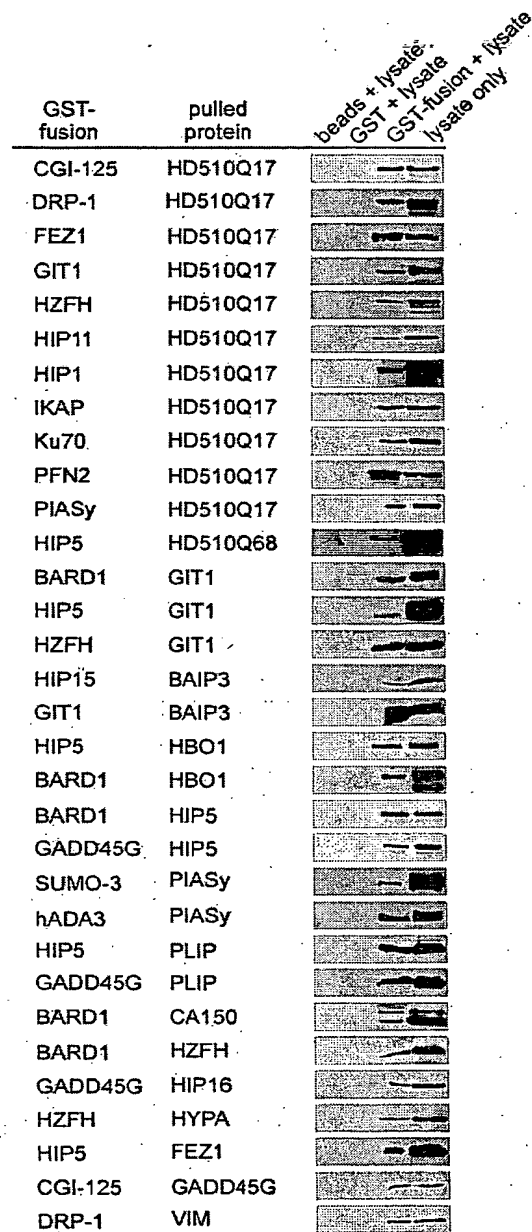 beads + lysate
GST + lysate
GST-fusion + lysate
lysate only
GST-fusion pulled protein
CGI-125 HD510Q17
DRP-1 HD510Q17
FEZ1 HD510Q17
GIT1 HD510Q17
HZFH HD510Q17
HIP11 HD510Q17
HIP1 HD510Q17
IKAP HD510Q17
Ku70 HD510Q17
PFN2 HD510Q17
PIASy HD510Q17
HIP5 HD510Q68
BARD1 GIT1
HIP5 GIT1
HZFH GIT1
HIP15 BAIP3
GIT1 BAIP3
HIP5 HBO1
BARD1 HBO1
BARD1 HIP5
GADD45G HIP5
SUMO-3 PIASy
hADA3 PIASy
HIP5 PLIP
GADD45G PLIP
BARD1 CA150
BARD1 HZFH
GADD45G HIP16
HZFH HYPA
HIP5 FEZ1
CGI-125 GADD45G
DRP-1 VIM